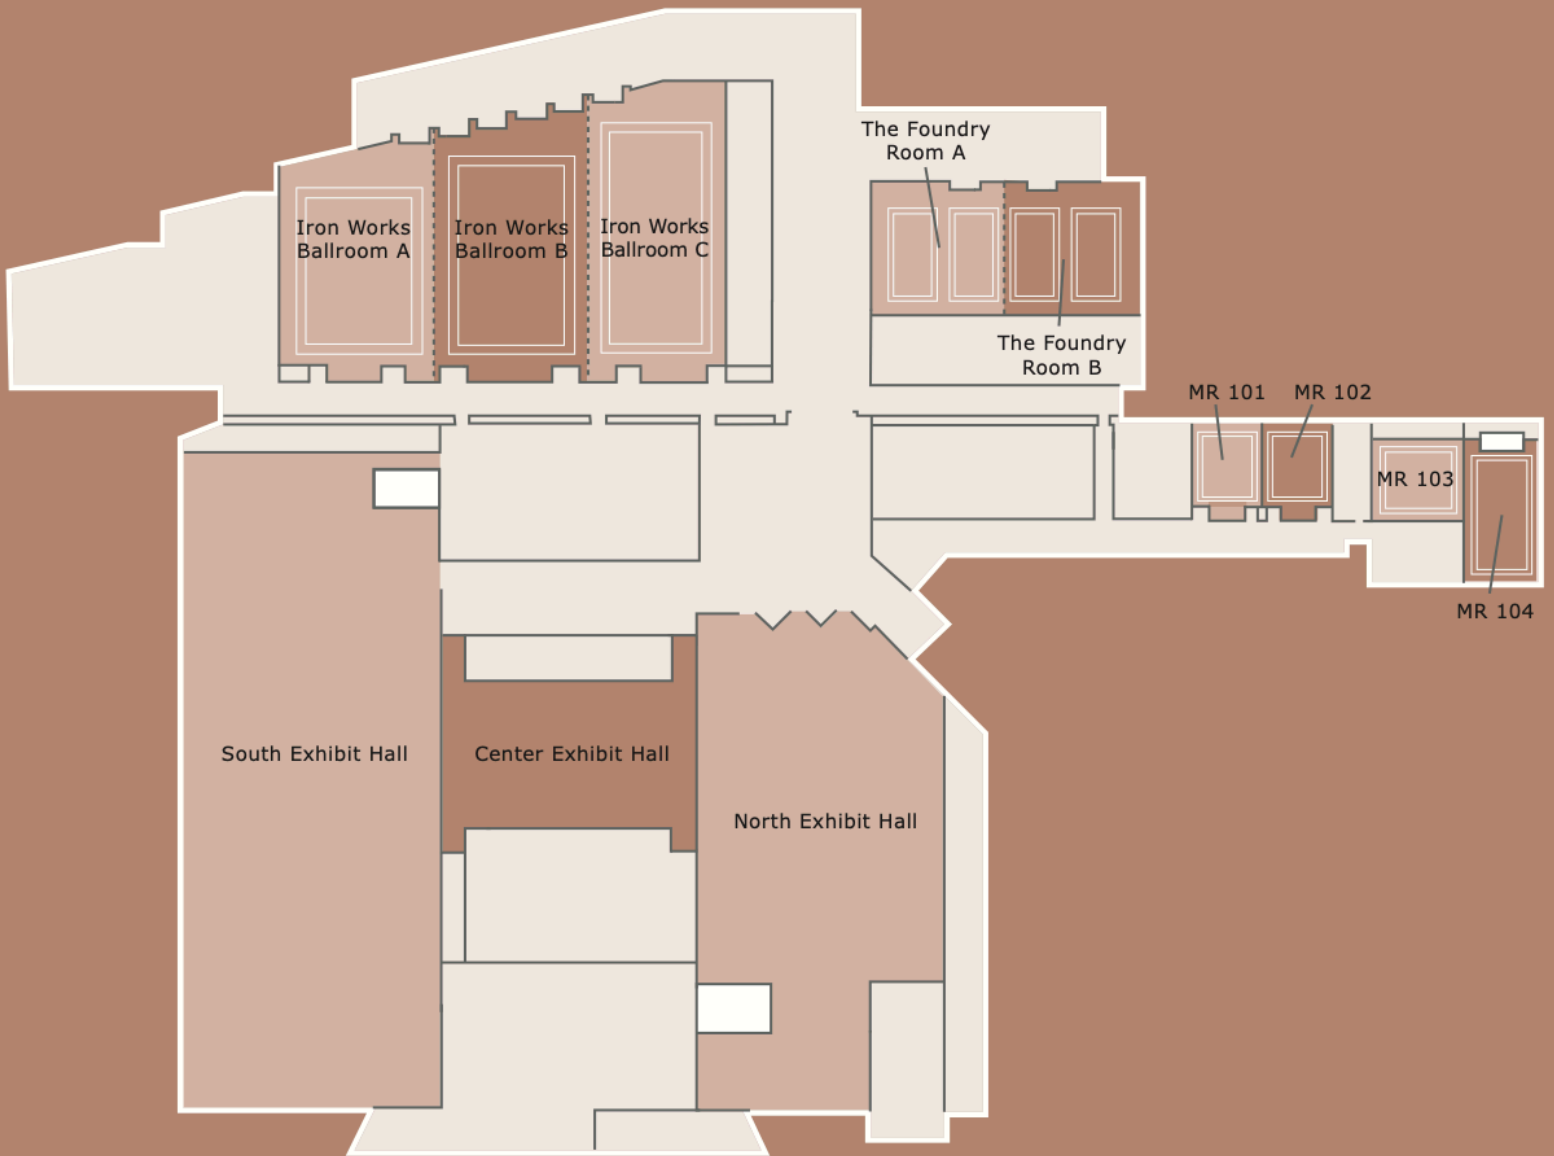 The Foundry
Room A
Iron Works
Ballroom A
Iron Works
Ballroom B
Iron Works
Ballroom C
The Foundry
Room B
MR 101
MR 102
MR 103
MR 104
South Exhibit Hall
Center Exhibit Hall
North Exhibit Hall